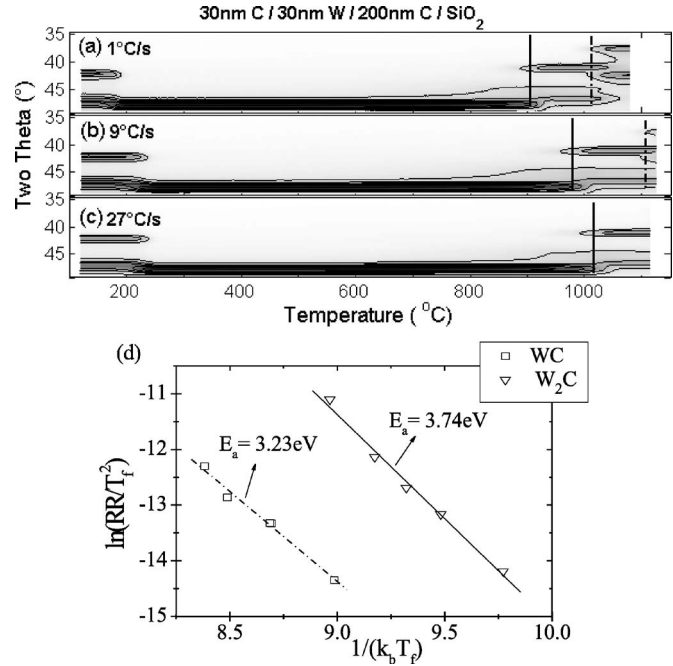 30nm C / 30nm W / 200nm C / SiO₂
35
(a) 1°C/s
40
45
35
(b) 9°C/s
40
45
35
(c) 27°C/s
40
45
Two Theta (°)
200 400 600 800 1000
Temperature (°C)
(d)
WC
W₂C
-11
-12
-13
-14
-15
Eₐ= 3.23eV
Eₐ= 3.74eV
ln(RR/T_f²)
8.5 9.0 9.5 10.0
1/(k_bT_f)